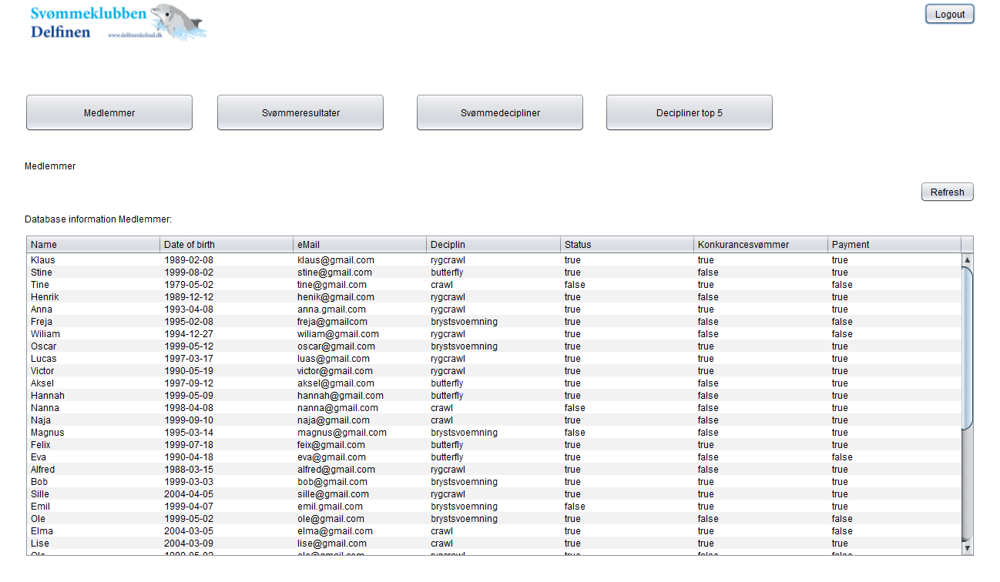 Svømmeklubben
Delfinen www.delfinenkolind.dk
Logout
Medlemmer Svømmeresultater Svømmedecipliner Decipliner top 5
Medlemmer
Refresh
Database information Medlemmer:
Name Date of birth eMail Deciplin Status Konkurancesvømmer Payment
Klaus 1989-02-08 klaus@gmail.com rygcrawl true true true
Stine 1999-08-02 stine@gmail.com butterfly true false true
Tine 1979-05-02 tine@gmail.com crawl false true false
Henrik 1989-12-12 henik@gmail.com rygcrawl true true true
Anna 1993-04-08 anna.gmail.com rygcrawl true true true
Freja 1995-02-08 freja@gmailcom brystsvoemning true false false
Wiliam 1994-12-27 wiliam@gmail.com rygcrawl true false false
Oscar 1999-05-12 oscar@gmail.com brystsvoemning true true true
Lucas 1997-03-17 luas@gmail.com rygcrawl true true true
Victor 1990-05-19 victor@gmail.com rygcrawl true true true
Aksel 1997-09-12 aksel@gmail.com butterfly true false true
Hannah 1999-05-09 hannah@gmail.com butterfly true false true
Nanna 1998-04-08 nanna@gmail.com crawl false false true
Naja 1999-09-10 naja@gmail.com crawl true false true
Magnus 1995-03-14 magnus@gmail.com brystsvoemning false false true
Felix 1999-07-18 feix@gmail.com butterfly true true true
Eva 1990-04-18 eva@gmail.com butterfly true false false
Alfred 1988-03-15 alfred@gmail.com rygcrawl true false true
Bob 1999-03-03 bob@gmail.com brystsvoemning true true true
Sille 2004-04-05 sille@gmail.com rygcrawl true true true
Emil 1999-04-07 emil.gmail.com brystsvoemning false true true
Ole 1999-05-02 ole@gmail.com brystsvoemning true false false
Elma 2004-03-05 elma@gmail.com crawl true true false
Lise 2004-03-09 lise@gmail.com crawl true true true
Ole 1999-05-02 ole@gmail.com rygcrawl true false false